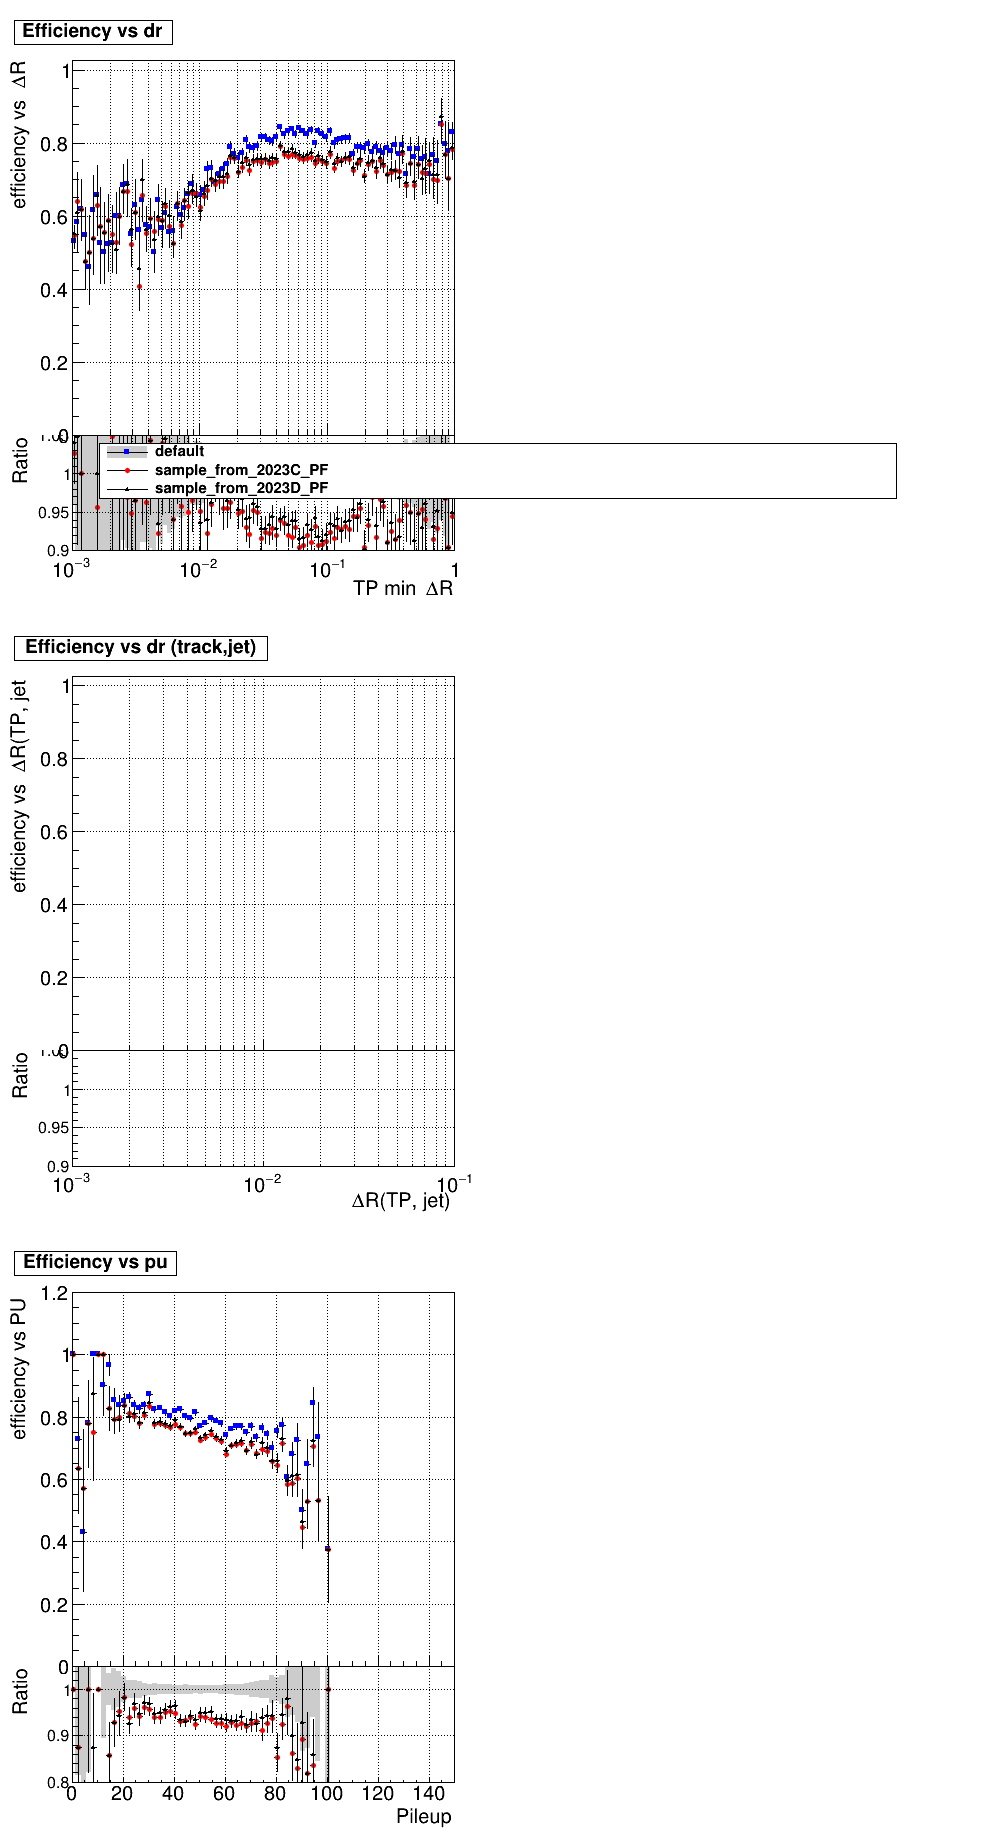 Efficiency vs dr
efficiency vs ΔR
1
0.8
0.6
0.4
0.2
0
Ratio
1
0.95
0.9
default
sample_from_2023C_PF
sample_from_2023D_PF
10⁻³ 10⁻² 10⁻¹ 1
TP min ΔR
Efficiency vs dr (track,jet)
efficiency vs ΔR(TP, jet
1
0.8
0.6
0.4
0.2
0
Ratio
1
0.95
0.9
10⁻³ 10⁻² 10⁻¹
ΔR(TP, jet)
Efficiency vs pu
efficiency vs PU
1.2
1
0.8
0.6
0.4
0.2
0
Ratio
1
0.9
0.8
0 20 40 60 80 100 120 140
Pileup